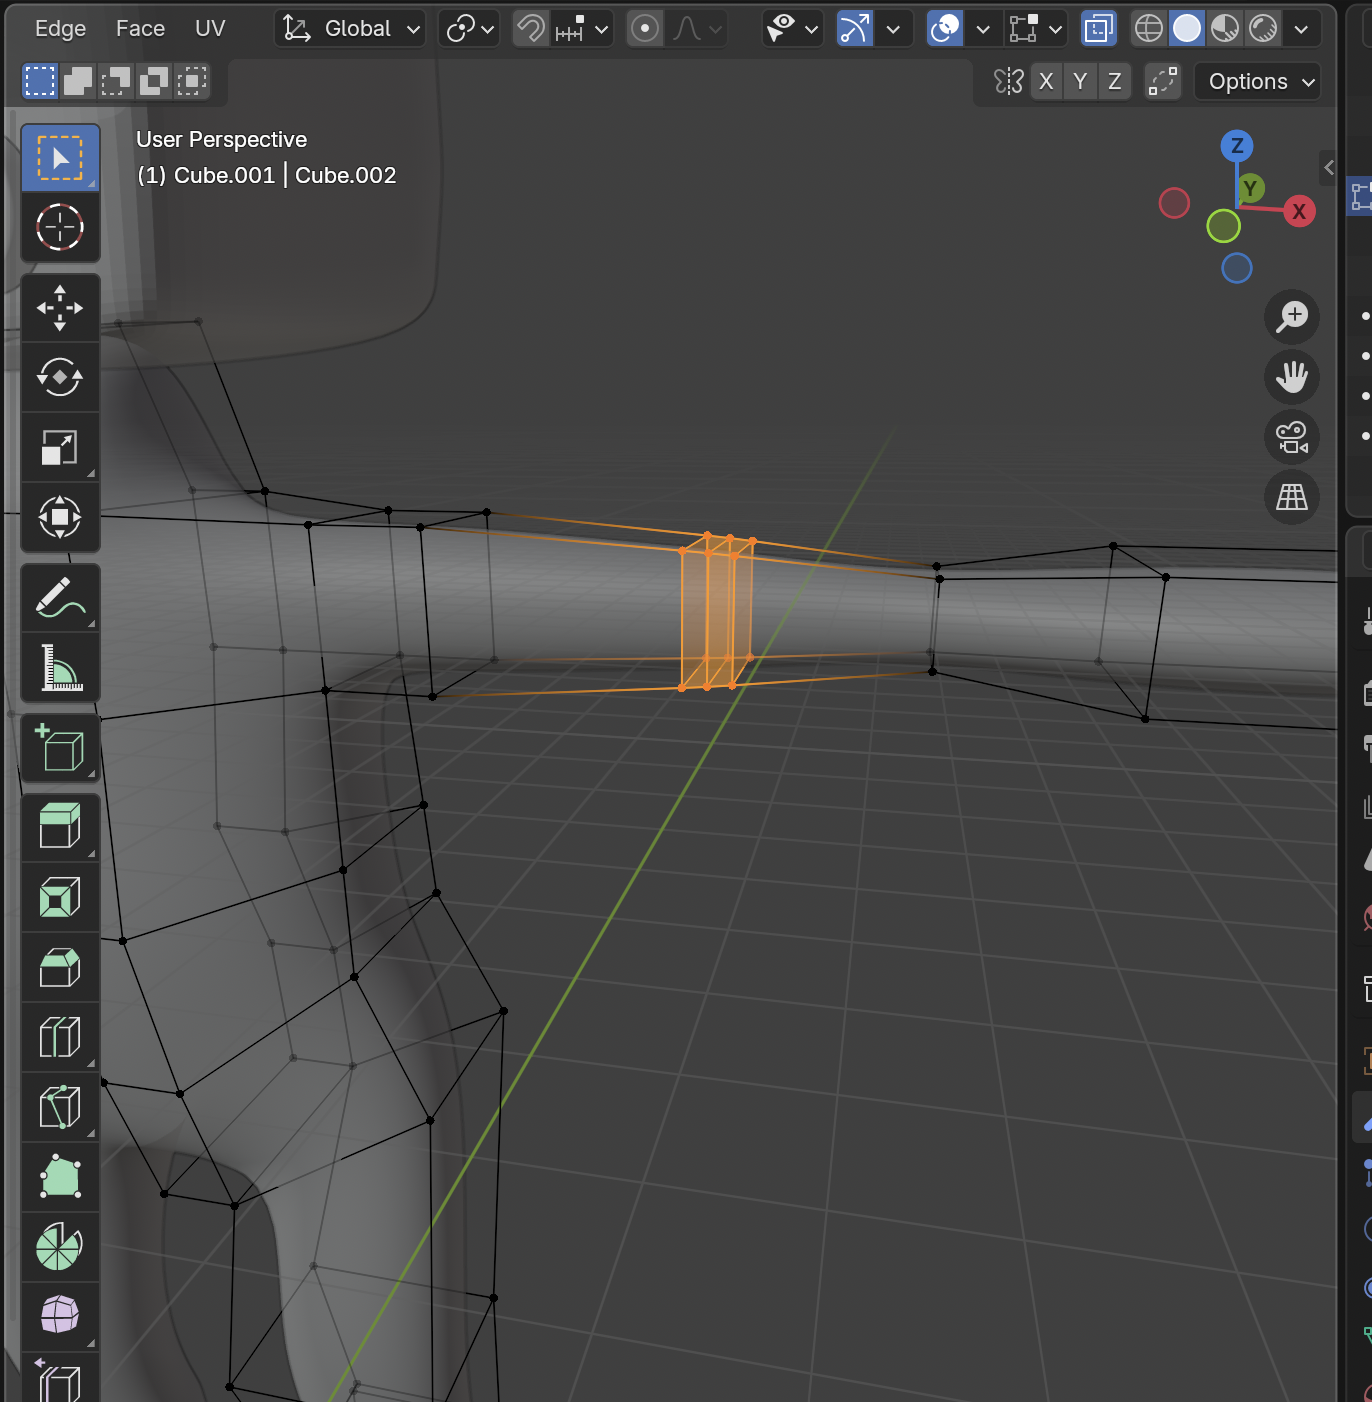 Edge Face UV Global
X Y Z Options
User Perspective
(1) Cube.001 | Cube.002
Z
Y
X